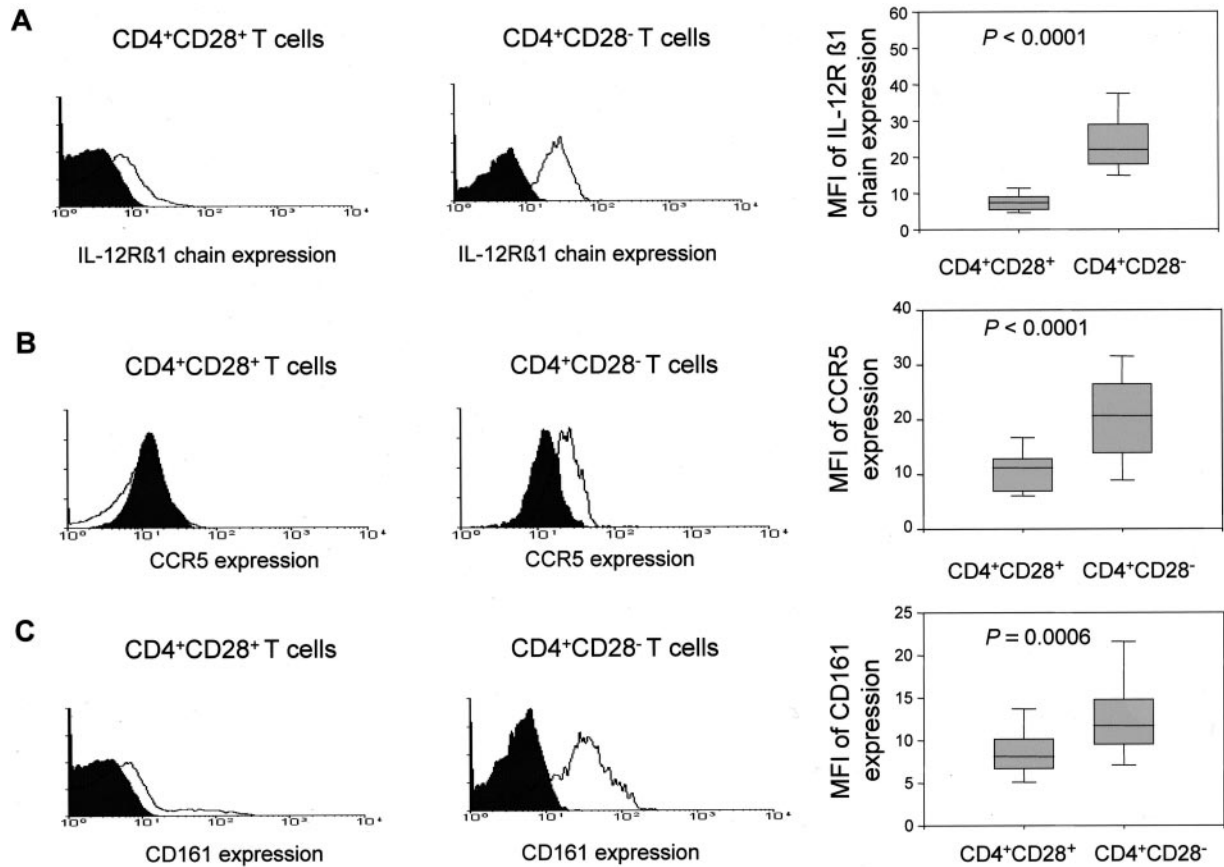 A
CD4⁺CD28⁺ T cells
CD4⁺CD28⁻ T cells
10⁰ 10¹ 10² 10³ 10⁴
IL-12Rß1 chain expression
10⁰ 10¹ 10² 10³ 10⁴
IL-12Rß1 chain expression
MFI of IL-12R ß1
chain expression
60
50
40
30
20
10
0
P < 0.0001
CD4⁺CD28⁺ CD4⁺CD28⁻
B
CD4⁺CD28⁺ T cells
CD4⁺CD28⁻ T cells
10⁰ 10¹ 10² 10³ 10⁴
CCR5 expression
10⁰ 10¹ 10² 10³ 10⁴
CCR5 expression
MFI of CCR5
expression
40
30
20
10
0
P < 0.0001
CD4⁺CD28⁺ CD4⁺CD28⁻
C
CD4⁺CD28⁺ T cells
CD4⁺CD28⁻ T cells
10⁰ 10¹ 10² 10³ 10⁴
CD161 expression
10⁰ 10¹ 10² 10³ 10⁴
CD161 expression
MFI of CD161
expression
25
20
15
10
5
0
P = 0.0006
CD4⁺CD28⁺ CD4⁺CD28⁻